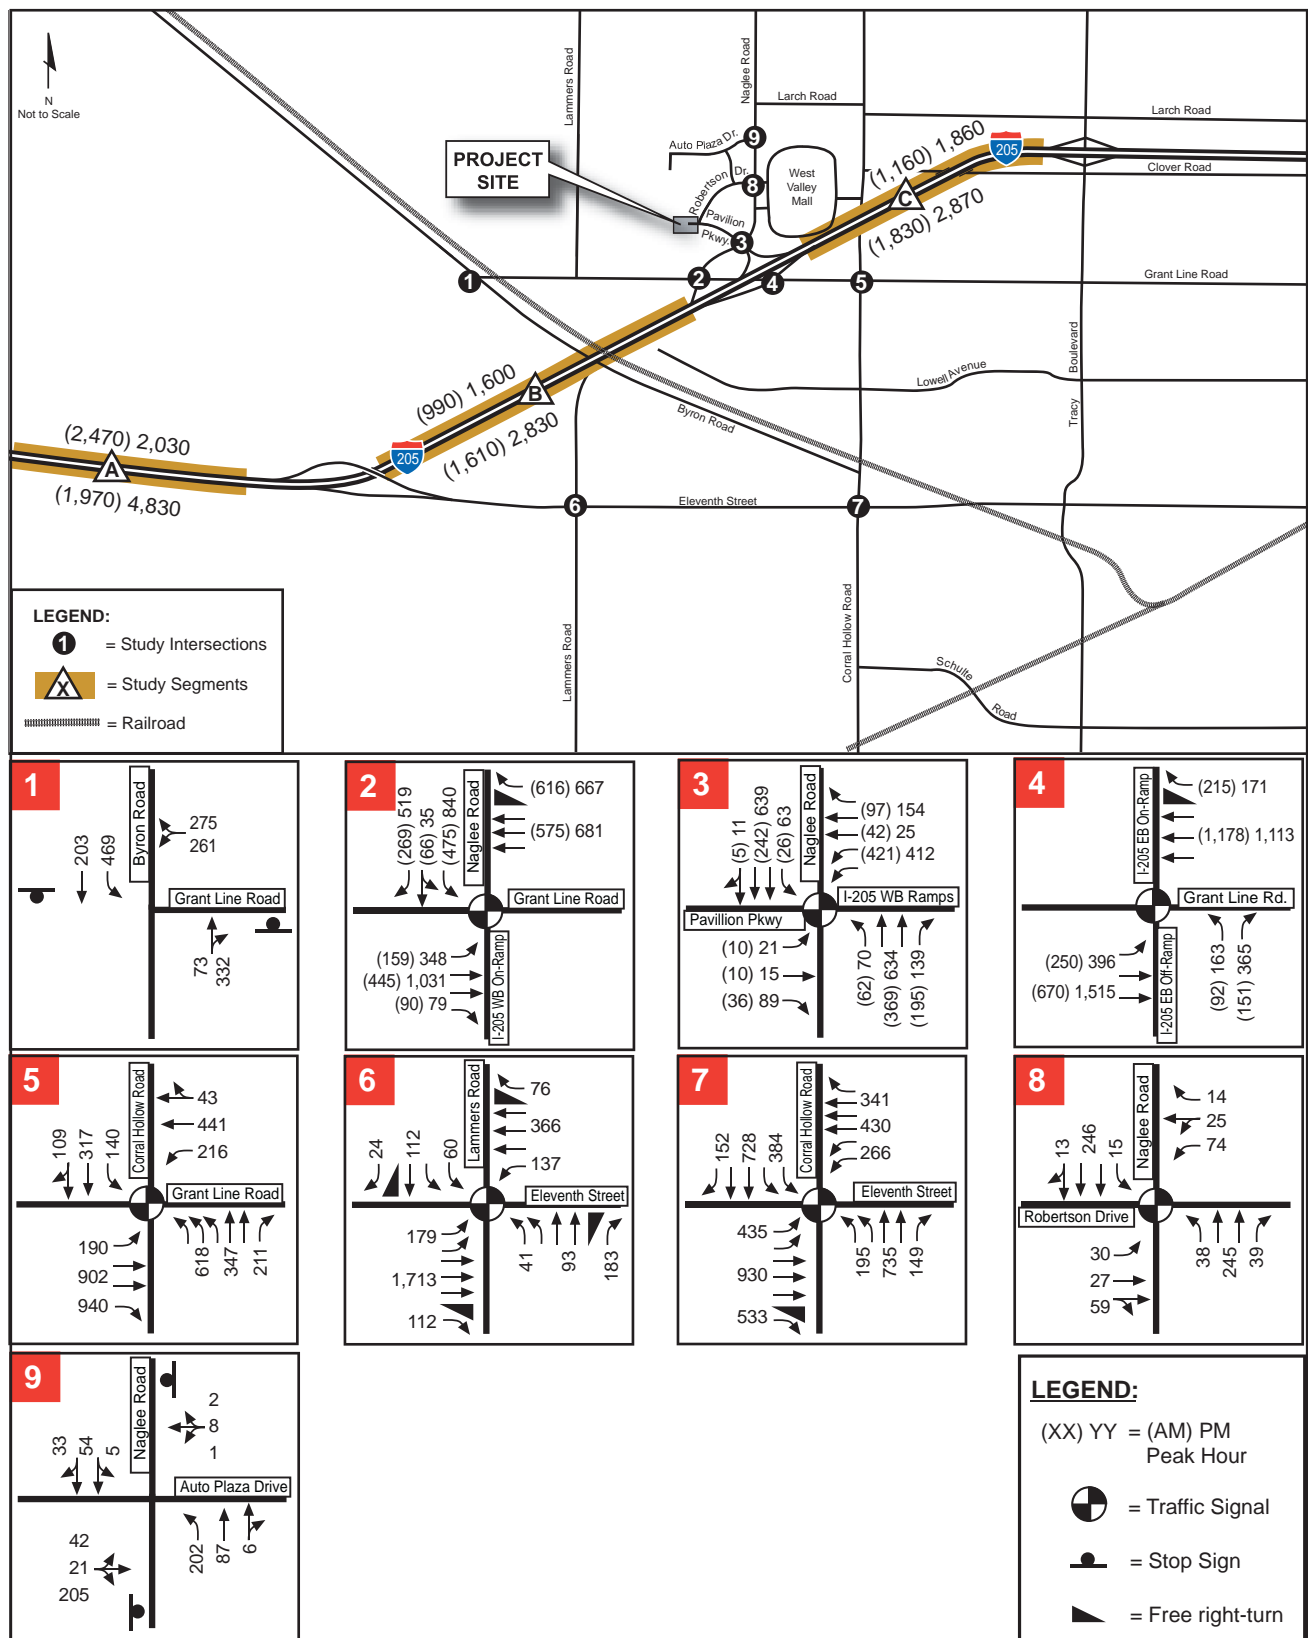 N
Not to Scale
Lammers Road
Naglee Road
Larch Road
Larch Road
Auto Plaza Dr.
9
(1,160) 1,860
205
Clover Road
PROJECT
SITE
Robertson Dr.
8
West
Valley
Mall
C
Pavilion
Pkwy.
3
(1,830) 2,870
1
2
4
5
Grant Line Road
Boulevard
Tracy
Lowell Avenue
(990) 1,600
B
(1,610) 2,830
Byron Road
(2,470) 2,030
A
205
(1,970) 4,830
6
Eleventh Street
7
Lammers Road
Corral Hollow Road
Schulte
Road
LEGEND:
1 = Study Intersections
X = Study Segments
= Railroad
1
Byron Road
203
469
275
261
Grant Line Road
73
332
2
Naglee Road
(269) 519
(66) 35
(475) 840
(616) 667
(575) 681
Grant Line Road
(159) 348
(445) 1,031
(90) 79
I-205 WB On-Ramp
3
Naglee Road
(5) 11
(242) 639
(26) 63
(97) 154
(42) 25
(421) 412
I-205 WB Ramps
Pavillion Pkwy
(10) 21
(10) 15
(36) 89
(62) 70
(369) 634
(195) 139
4
I-205 EB On-Ramp
(215) 171
(1,178) 1,113
Grant Line Rd.
(250) 396
(670) 1,515
I-205 EB Off-Ramp
(92) 163
(151) 365
5
Corral Hollow Road
109
317
140
43
441
216
Grant Line Road
190
902
940
618
347
211
6
Lammers Road
24
112
60
76
366
137
Eleventh Street
179
1,713
112
41
93
183
7
Corral Hollow Road
152
728
384
341
430
266
Eleventh Street
435
930
533
195
735
149
8
Naglee Road
13
246
15
14
25
74
Robertson Drive
30
27
59
38
245
39
9
Naglee Road
33
54
5
2
8
1
Auto Plaza Drive
42
21
205
202
87
6
LEGEND:
(XX) YY = (AM) PM
Peak Hour
= Traffic Signal
= Stop Sign
= Free right-turn